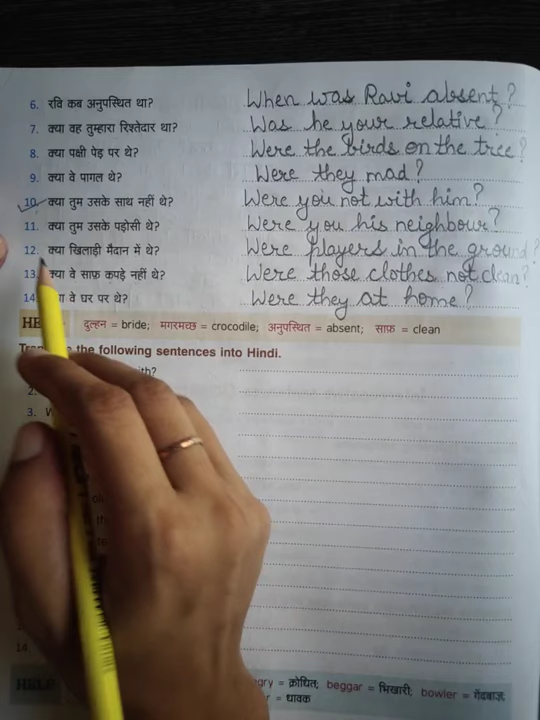 6. रवि कब अनुपस्थित था? When was Ravi absent?
7. क्या वह तुम्हारा रिश्तेदार था? Was he your relative?
8. क्या पक्षी पेड़ पर थे? Were the birds on the tree?
9. क्या वे पागल थे? Were they mad?
10. क्या तुम उसके साथ नहीं थे? Were you not with him?
11. क्या तुम उसके पड़ोसी थे? Were you his neighbour?
12. क्या खिलाड़ी मैदान में थे? Were players in the ground?
13. क्या वे साफ़ कपड़े नहीं थे? Were those clothes not clean?
14. वे घर पर थे? Were they at home?
दुल्हन = bride; मगरमच्छ = crocodile; अनुपस्थित = absent; साफ़ = clean
the following sentences into Hindi.
2.
3.
14.
HELP = क्रोधित; beggar = भिखारी; bowler = गेंदबाज़;
= धावक